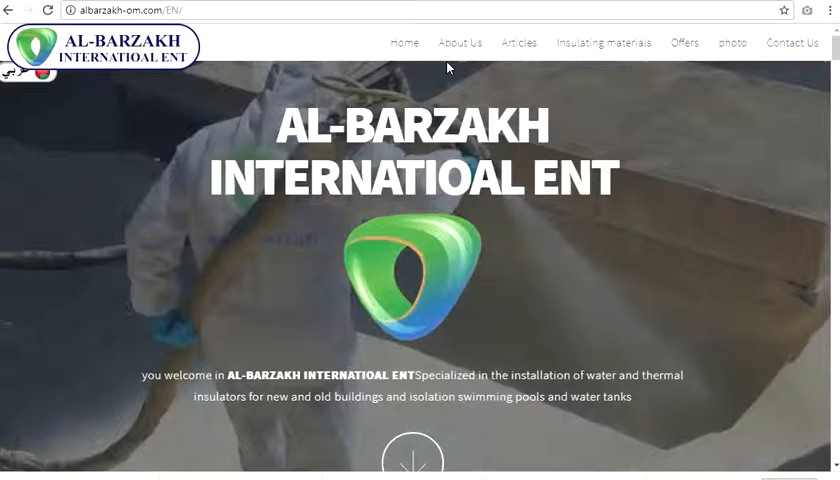 albarzakh-om.com/EN/
AL-BARZAKH
INTERNATIOAL ENT
Home About Us Articles Insulating materials Offers photo Contact Us
عربي
AL-BARZAKH
INTERNATIOAL ENT
you welcome in AL-BARZAKH INTERNATIOAL ENTSpecialized in the installation of water and thermal
insulators for new and old buildings and isolation swimming pools and water tanks